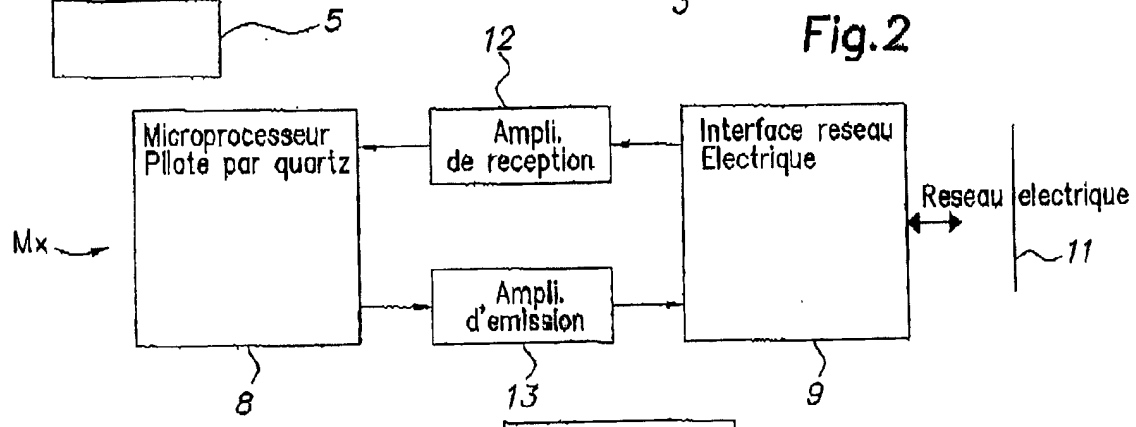 5
3
Fig.2
12
Microprocesseur
Pilote par quartz
Ampli.
de reception
Interface reseau
Electrique
Reseau electrique
Mx
11
Ampli.
d'emission
8
13
9